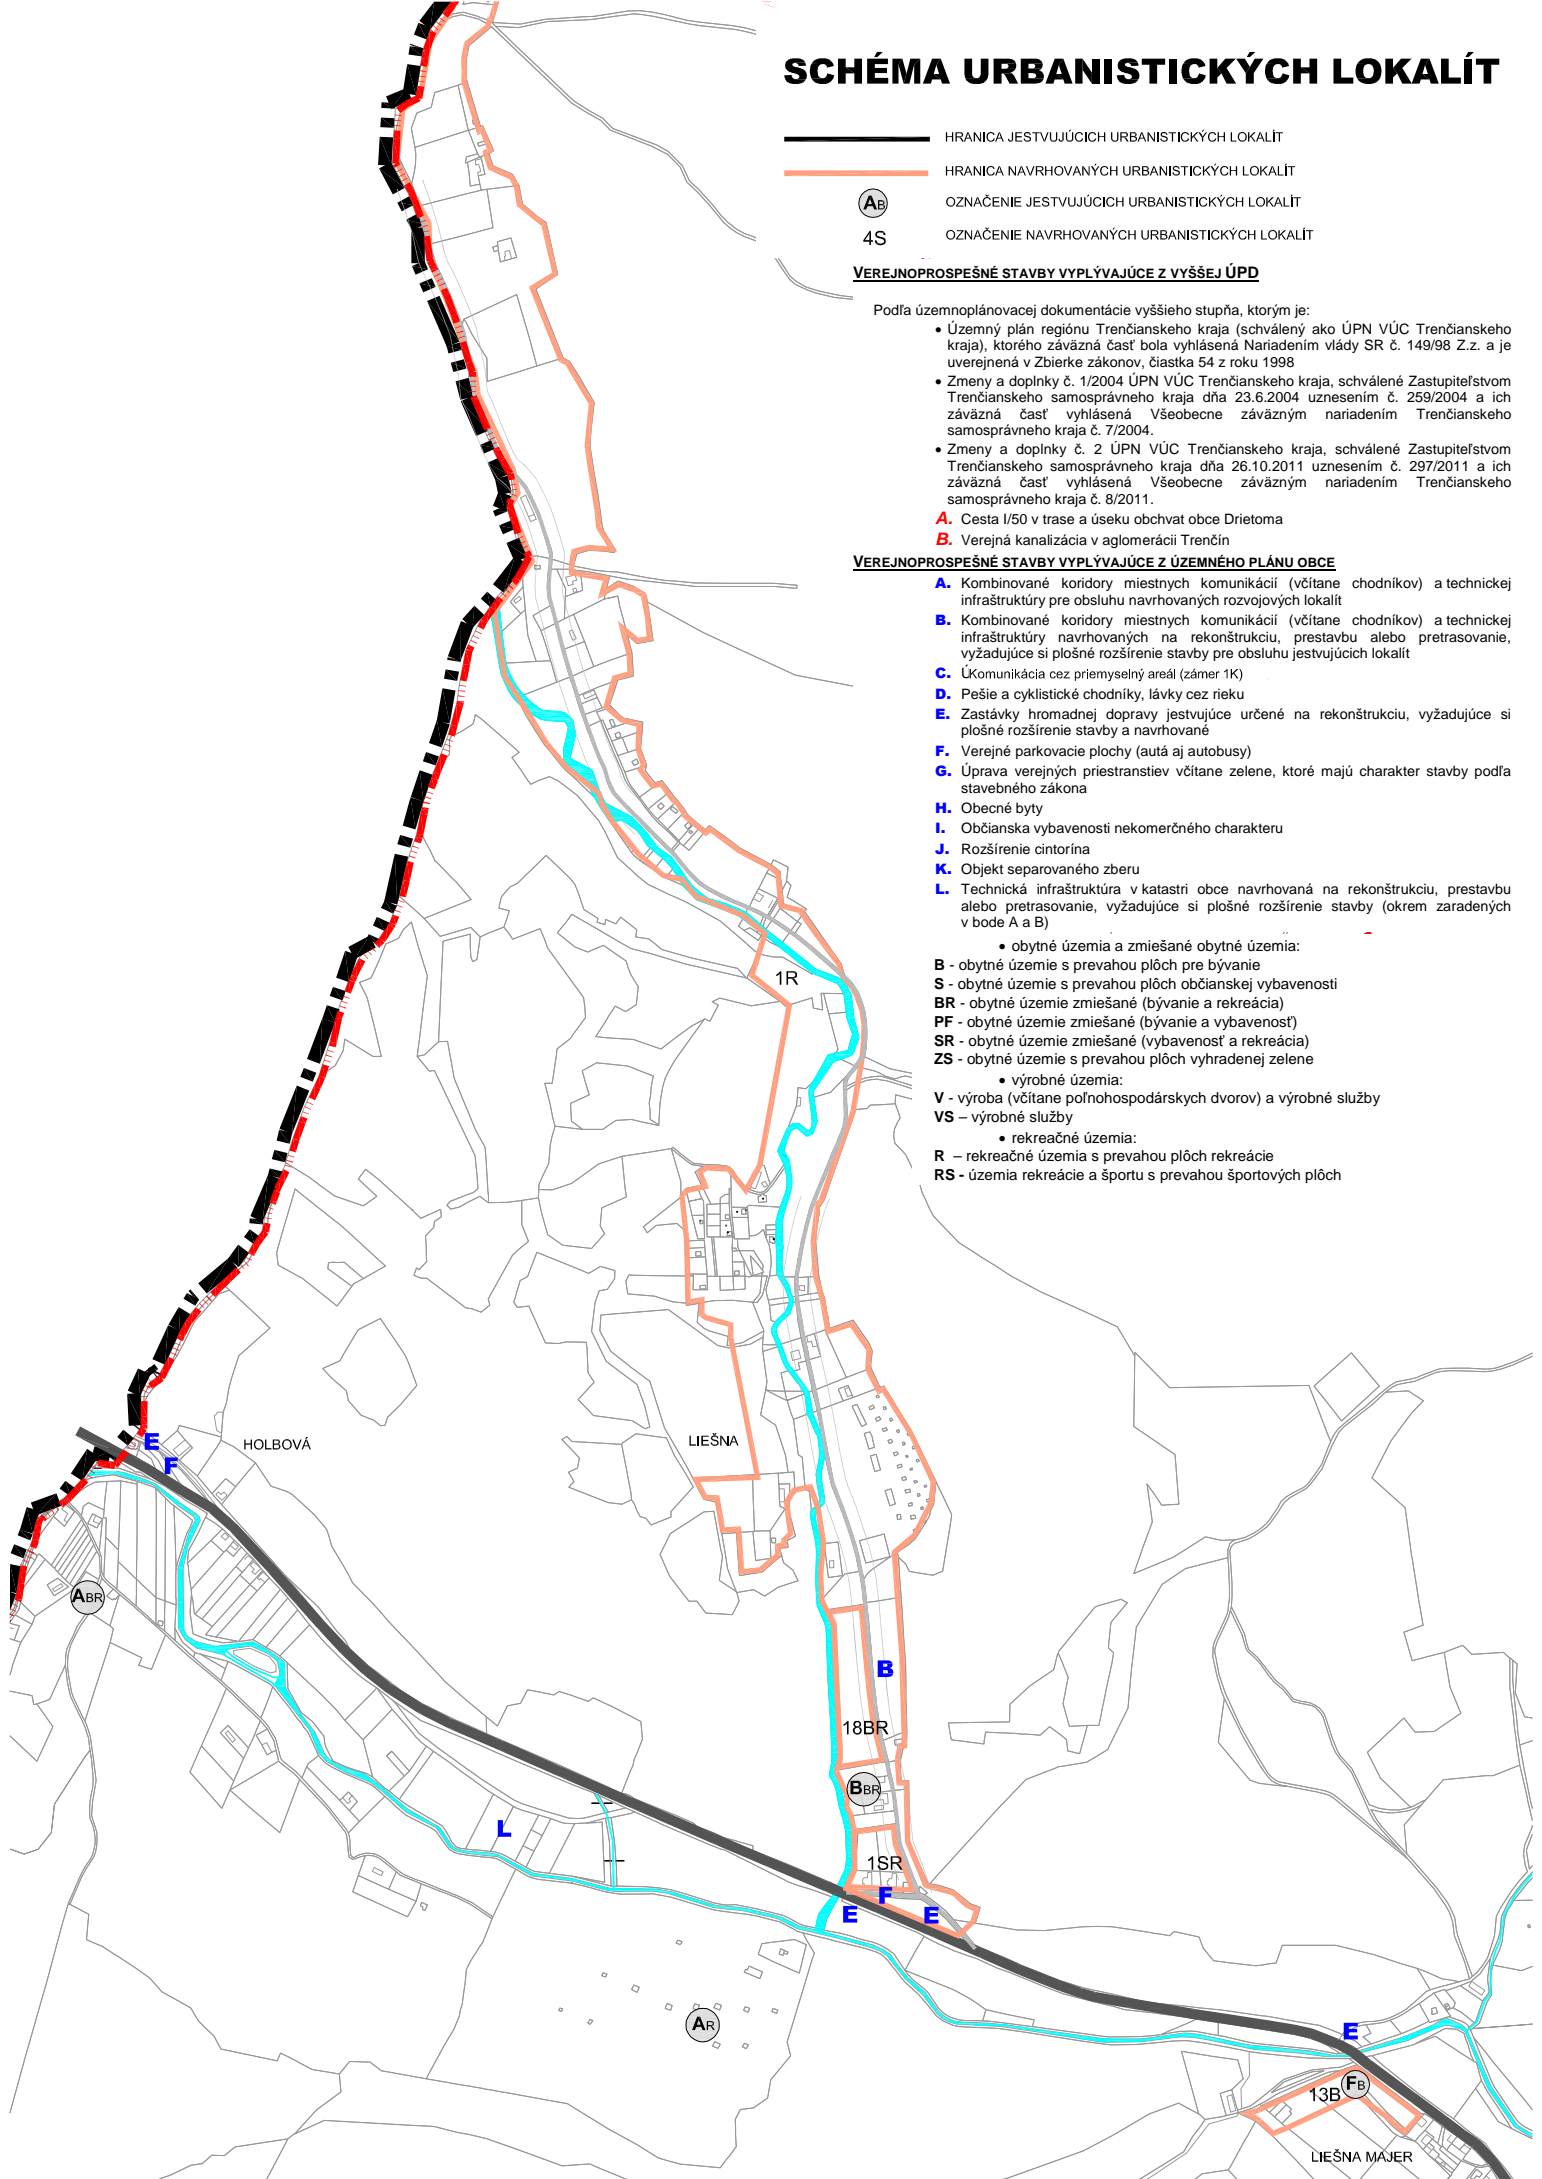 SCHÉMA URBANISTICKÝCH LOKALÍT
HRANICA JESTVUJÚCICH URBANISTICKÝCH LOKALÍT
HRANICA NAVRHOVANÝCH URBANISTICKÝCH LOKALÍT
AB OZNAČENIE JESTVUJÚCICH URBANISTICKÝCH LOKALÍT
4S OZNAČENIE NAVRHOVANÝCH URBANISTICKÝCH LOKALÍT
VEREJNOPROSPEŠNÉ STAVBY VYPLÝVAJÚCE Z VYŠŠEJ ÚPD
Podľa územnoplánovacej dokumentácie vyššieho stupňa, ktorým je:
• Územný plán regiónu Trenčianskeho kraja (schválený ako ÚPN VÚC Trenčianskeho
kraja), ktorého záväzná časť bola vyhlásená Nariadením vlády SR č. 149/98 Z.z. a je
uverejnená v Zbierke zákonov, čiastka 54 z roku 1998
• Zmeny a doplnky č. 1/2004 ÚPN VÚC Trenčianskeho kraja, schválené Zastupiteľstvom
Trenčianskeho samosprávneho kraja dňa 23.6.2004 uznesením č. 259/2004 a ich
záväzná časť vyhlásená Všeobecne záväzným nariadením Trenčianskeho
samosprávneho kraja č. 7/2004.
• Zmeny a doplnky č. 2 ÚPN VÚC Trenčianskeho kraja, schválené Zastupiteľstvom
Trenčianskeho samosprávneho kraja dňa 26.10.2011 uznesením č. 297/2011 a ich
záväzná časť vyhlásená Všeobecne záväzným nariadením Trenčianskeho
samosprávneho kraja č. 8/2011.
A. Cesta I/50 v trase a úseku obchvat obce Drietoma
B. Verejná kanalizácia v aglomerácii Trenčín
VEREJNOPROSPEŠNÉ STAVBY VYPLÝVAJÚCE Z ÚZEMNÉHO PLÁNU OBCE
A. Kombinované koridory miestnych komunikácií (včítane chodníkov) a technickej
infraštruktúry pre obsluhu navrhovaných rozvojových lokalít
B. Kombinované koridory miestnych komunikácií (včítane chodníkov) a technickej
infraštruktúry navrhovaných na rekonštrukciu, prestavbu alebo pretrasovanie,
vyžadujúce si plošné rozšírenie stavby pre obsluhu jestvujúcich lokalít
C. ÚKomunikácia cez priemyselný areál (zámer 1K)
D. Pešie a cyklistické chodníky, lávky cez rieku
E. Zastávky hromadnej dopravy jestvujúce určené na rekonštrukciu, vyžadujúce si
plošné rozšírenie stavby a navrhované
F. Verejné parkovacie plochy (autá aj autobusy)
G. Úprava verejných priestranstiev včítane zelene, ktoré majú charakter stavby podľa
stavebného zákona
H. Obecné byty
I. Občianska vybavenosti nekomerčného charakteru
J. Rozšírenie cintorína
K. Objekt separovaného zberu
L. Technická infraštruktúra v katastri obce navrhovaná na rekonštrukciu, prestavbu
alebo pretrasovanie, vyžadujúce si plošné rozšírenie stavby (okrem zaradených
v bode A a B)
• obytné územia a zmiešané obytné územia:
B - obytné územie s prevahou plôch pre bývanie
S - obytné územie s prevahou plôch občianskej vybavenosti
BR - obytné územie zmiešané (bývanie a rekreácia)
PF - obytné územie zmiešané (bývanie a vybavenosť)
SR - obytné územie zmiešané (vybavenosť a rekreácia)
ZS - obytné územie s prevahou plôch vyhradenej zelene
• výrobné územia:
V - výroba (včítane poľnohospodárskych dvorov) a výrobné služby
VS – výrobné služby
• rekreačné územia:
R – rekreačné územia s prevahou plôch rekreácie
RS - územia rekreácie a športu s prevahou športových plôch
1R
E
F
HOLBOVÁ
LIEŠNA
ABR
B
18BR
BBR
L
1SR
F
E
E
AR
E
FB
13B
LIEŠNA MAJER